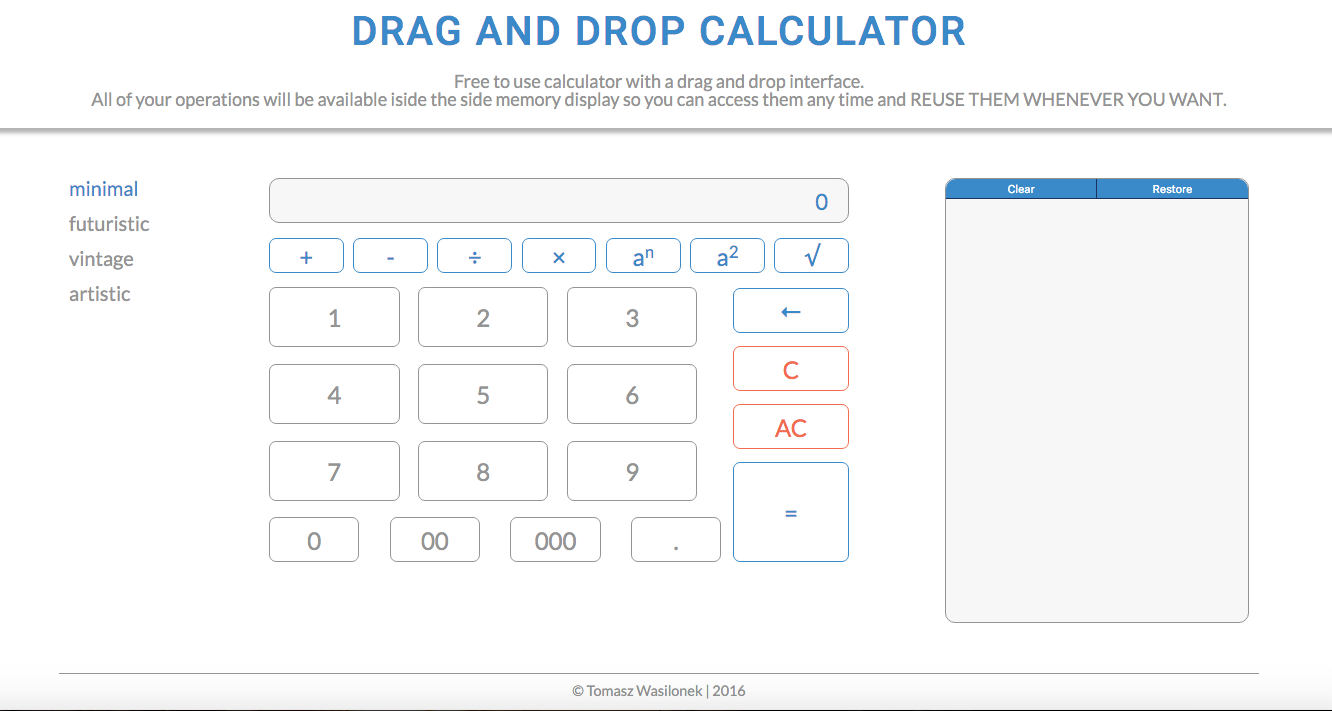 DRAG AND DROP CALCULATOR
Free to use calculator with a drag and drop interface.
All of your operations will be available iside the side memory display so you can access them any time and REUSE THEM WHENEVER YOU WANT.
minimal
futuristic
vintage
artistic
0
+ - ÷ × aⁿ a² √
1 2 3 ←
4 5 6 C
AC
7 8 9
=
0 00 000 .
Clear Restore
© Tomasz Wasilonek | 2016